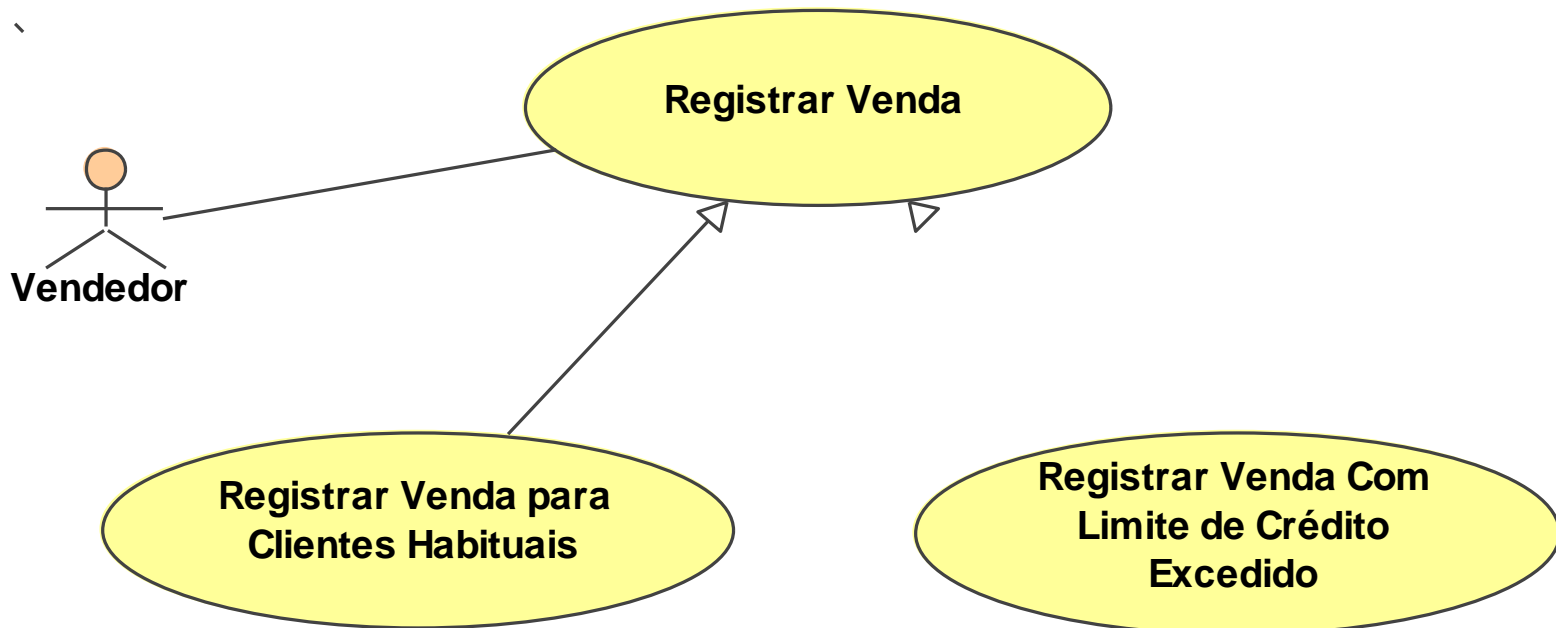 Registrar Venda
Vendedor
Registrar Venda para
Clientes Habituais
Registrar Venda Com
Limite de Crédito
Excedido